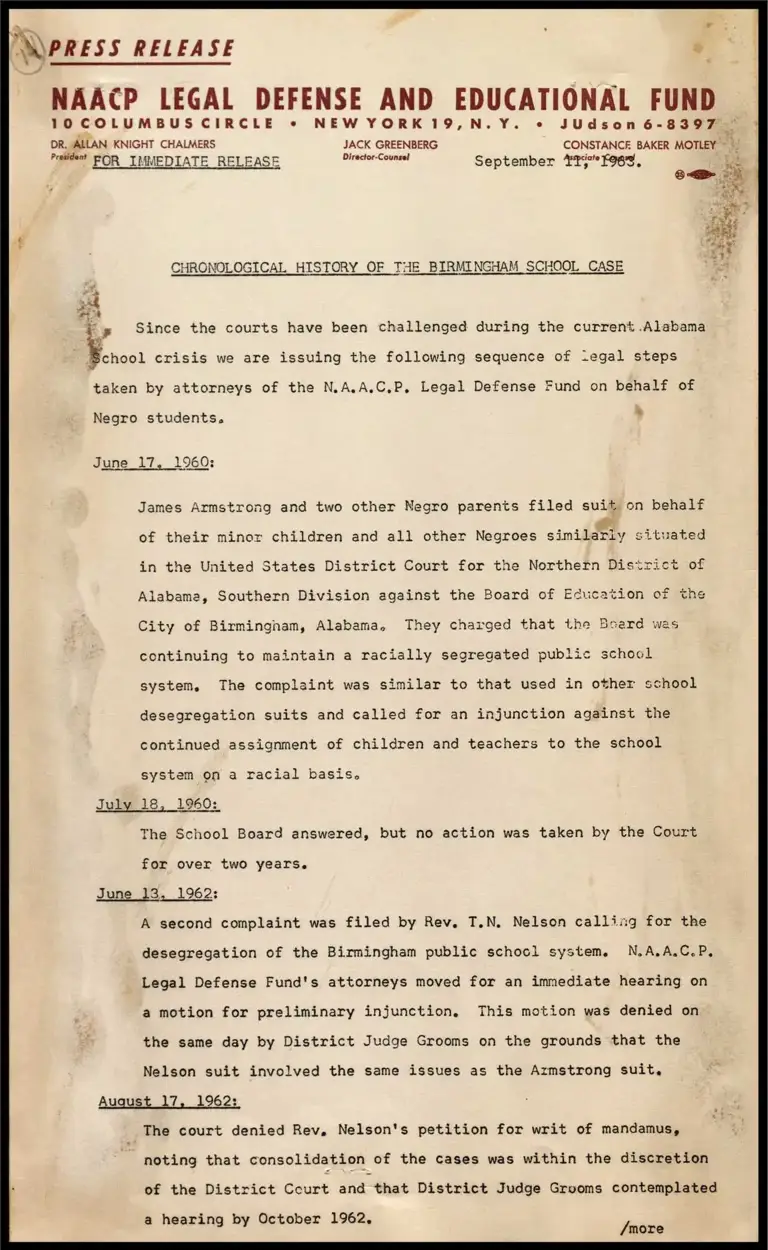 PRESS RELEASE
NAACP LEGAL DEFENSE AND EDUCATIONAL FUND
10 COLUMBUS CIRCLE • NEW YORK 19, N. Y. • JUdson 6-8397
DR. ALLAN KNIGHT CHALMERS JACK GREENBERG CONSTANCE BAKER MOTLEY
President Director-Counsel Associate Counsel
FOR IMMEDIATE RELEASE September 11, 1963.
CHRONOLOGICAL HISTORY OF THE BIRMINGHAM SCHOOL CASE
Since the courts have been challenged during the current Alabama
School crisis we are issuing the following sequence of legal steps
taken by attorneys of the N.A.A.C.P. Legal Defense Fund on behalf of
Negro students.
June 17, 1960:
James Armstrong and two other Negro parents filed suit on behalf
of their minor children and all other Negroes similarly situated
in the United States District Court for the Northern District of
Alabama, Southern Division against the Board of Education of the
City of Birmingham, Alabama. They charged that the Board was
continuing to maintain a racially segregated public school
system. The complaint was similar to that used in other school
desegregation suits and called for an injunction against the
continued assignment of children and teachers to the school
system on a racial basis.
July 18, 1960:
The School Board answered, but no action was taken by the Court
for over two years.
June 13, 1962:
A second complaint was filed by Rev. T.N. Nelson calling for the
desegregation of the Birmingham public school system. N.A.A.C.P.
Legal Defense Fund's attorneys moved for an immediate hearing on
a motion for preliminary injunction. This motion was denied on
the same day by District Judge Grooms on the grounds that the
Nelson suit involved the same issues as the Armstrong suit.
August 17, 1962:
The court denied Rev. Nelson's petition for writ of mandamus,
noting that consolidation of the cases was within the discretion
of the District Court and that District Judge Grooms contemplated
a hearing by October 1962.
/more